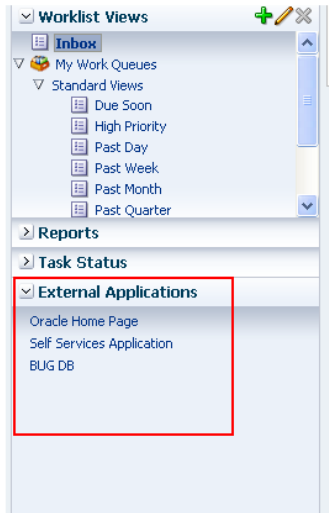 Worklist Views
Inbox
My Work Queues
Standard Views
Due Soon
High Priority
Past Day
Past Week
Past Month
Past Quarter
Reports
Task Status
External Applications
Oracle Home Page
Self Services Application
BUG DB